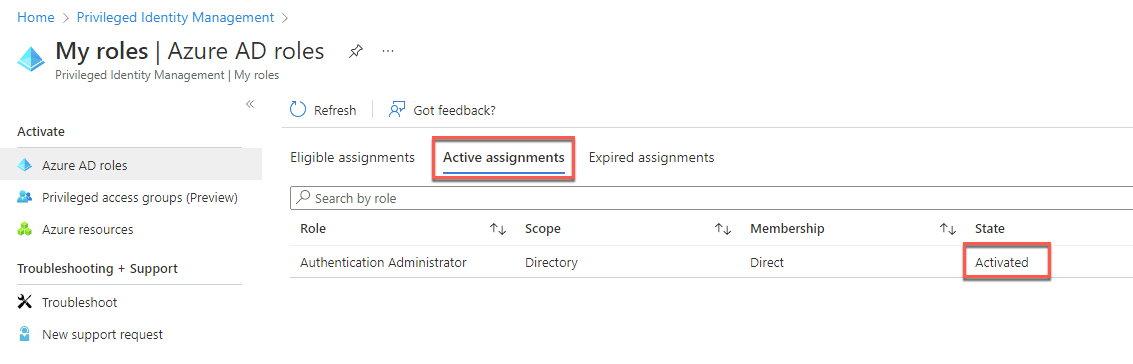 Home > Privileged Identity Management >
My roles | Azure AD roles ...
Privileged Identity Management | My roles
«
Refresh | Got feedback?
Activate
Azure AD roles
Privileged access groups (Preview)
Azure resources
Troubleshooting + Support
Troubleshoot
New support request
Eligible assignments Active assignments Expired assignments
Search by role
Role ↑↓ Scope ↑↓ Membership ↑↓ State
Authentication Administrator Directory Direct Activated